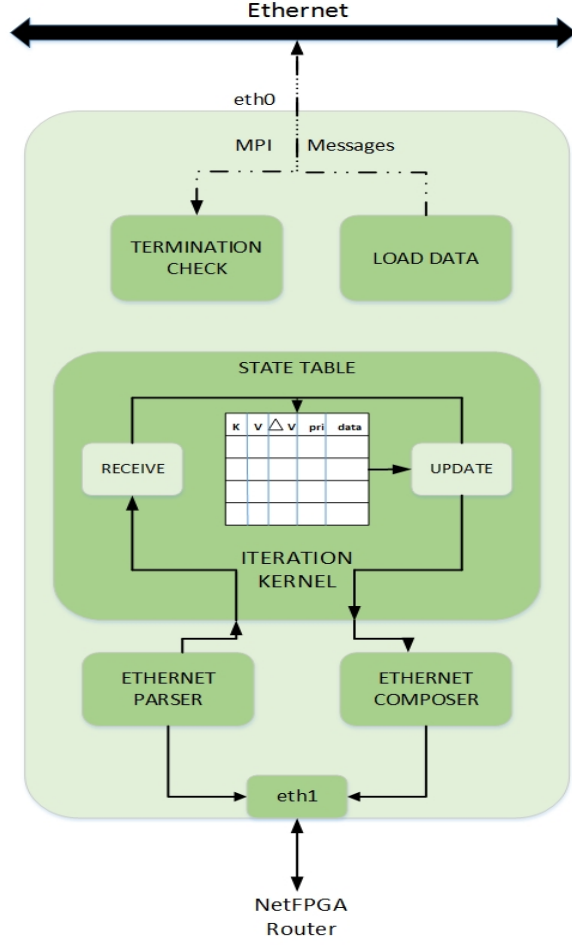 Ethernet
eth0
MPI Messages
TERMINATION
CHECK
LOAD DATA
STATE TABLE
K V △ V pri data
RECEIVE
UPDATE
ITERATION
KERNEL
ETHERNET
PARSER
ETHERNET
COMPOSER
eth1
NetFPGA
Router